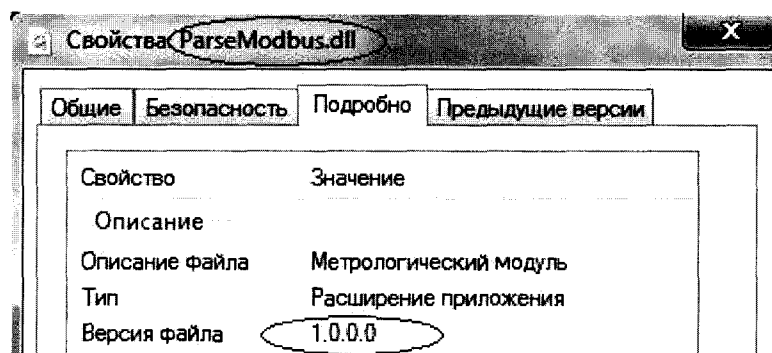 Свойства ParseModbus.dll
X
Общие Безопасность Подробно Предыдущие версии
Свойство Значение
Описание
Описание файла Метрологический модуль
Тип Расширение приложения
Версия файла 1.0.0.0